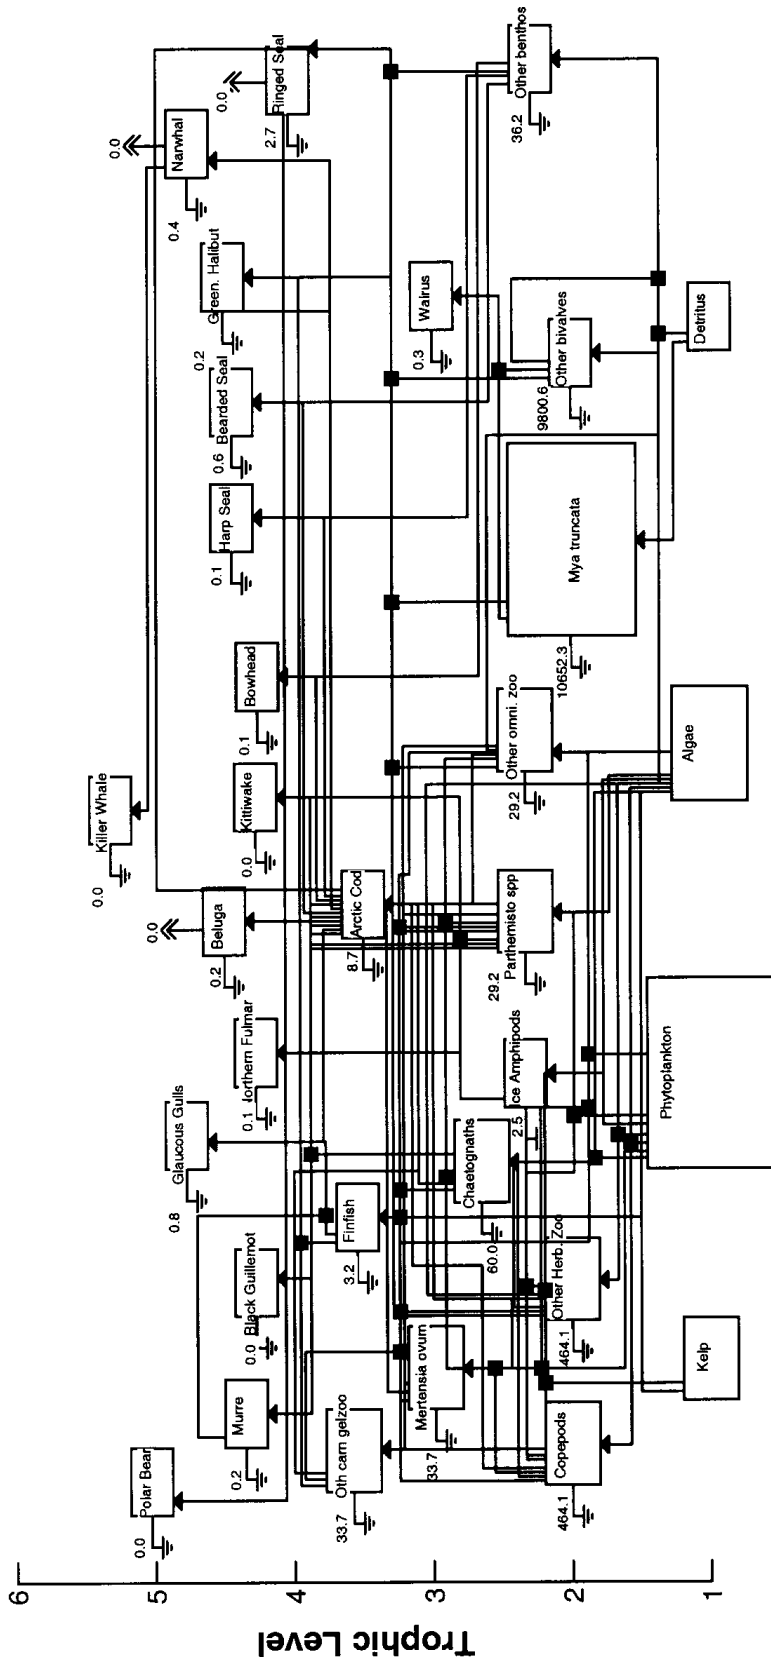 Trophic Level
6
5
4
3
2
1
Killer Whale
0.0
Narwhal
0.0
0.4
Polar Bear
0.0
Glaucous Gulls
0.8
Beluga
0.0
0.2
Murre
0.2
Black Guillemot
0.0
Northern Fulmar
0.1
Kittiwake
0.0
Bowhead
0.1
Harp Seal
0.1
Bearded Seal
0.6
Green. Halibut
0.2
Ringed Seal
0.0
2.7
Oth carn gelzoo
33.7
Finfish
3.2
Arctic Cod
8.7
Mertensia ovum
33.7
Chaetognaths
60.0
Walrus
0.3
Ice Amphipods
2.5
Parthemisto spp
29.2
Other omni. zoo
29.2
Mya truncata
10652.3
Other bivalves
9800.6
Other benthos
36.2
Copepods
464.1
Other Herb. Zoo
464.1
Kelp
Phytoplankton
Algae
Detritus